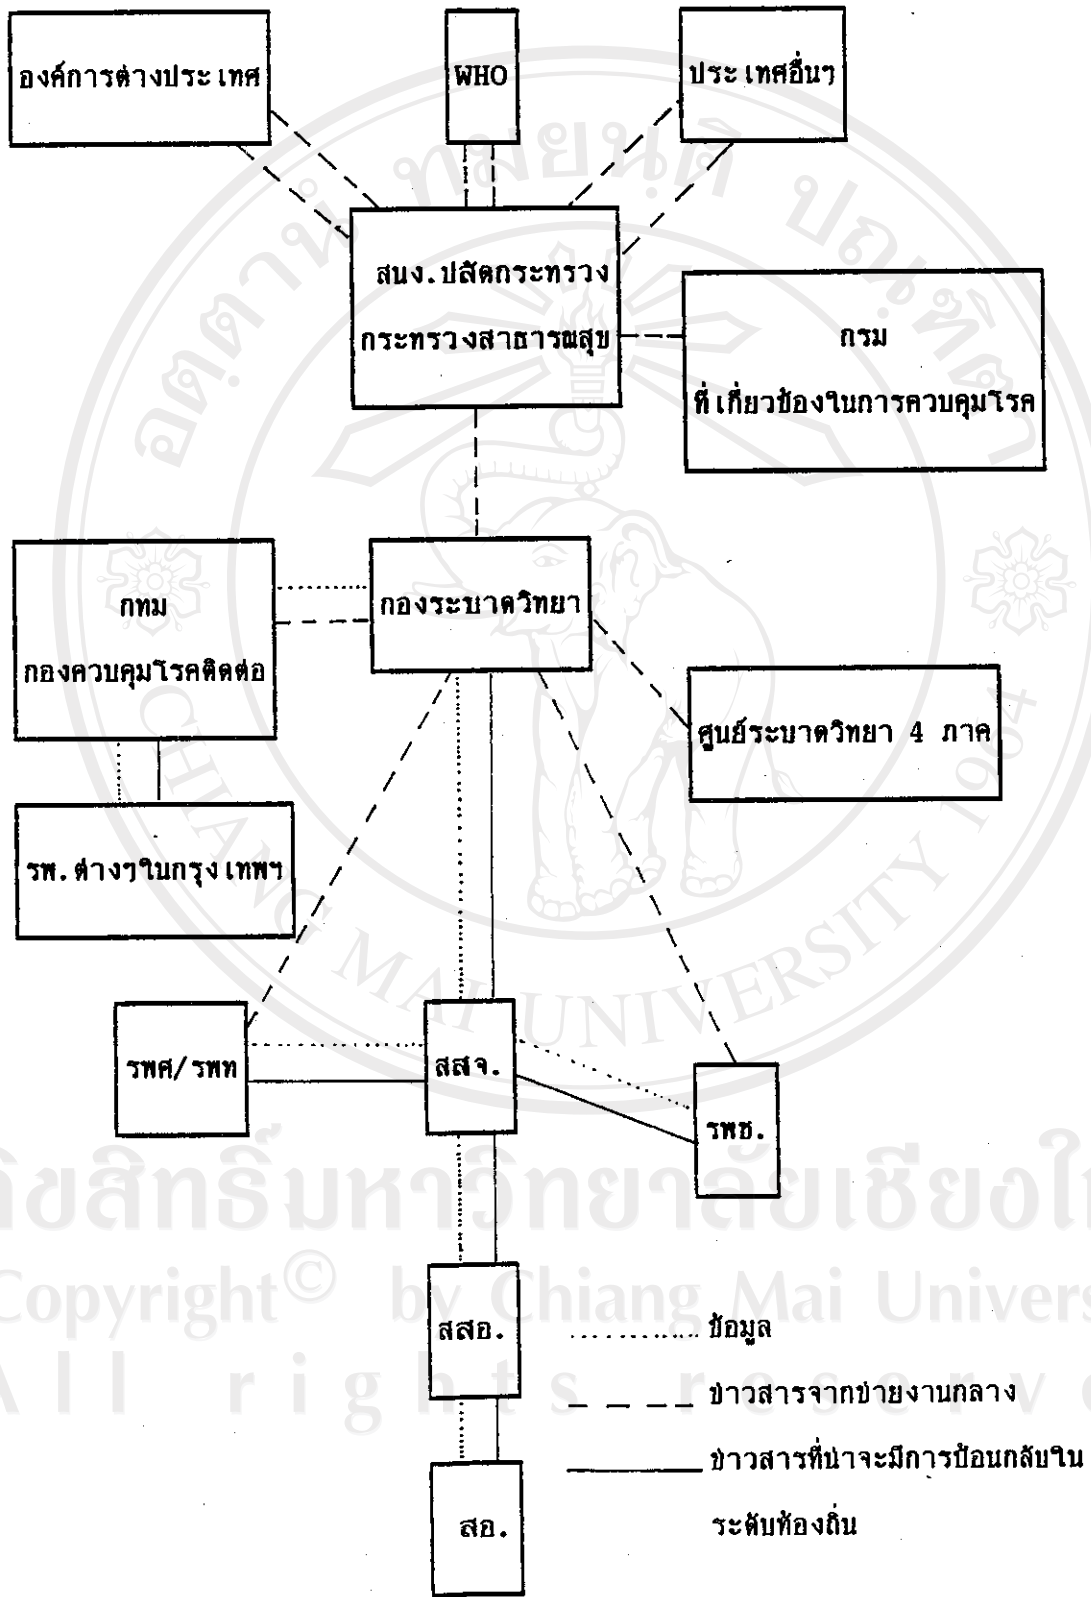 องค์การต่างประเทศ
WHO
ประเทศอื่นๆ
สนง.ปลัดกระทรวง
กระทรวงสาธารณสุข
กรม
ที่เกี่ยวข้องในการควบคุมโรค
กทม
กองควบคุมโรคติดต่อ
กองระบาดวิทยา
ศูนย์ระบาดวิทยา 4 ภาค
รพ.ต่างๆในกรุงเทพฯ
รพศ/รพท
สสจ.
รพช.
สสอ.
สอ.
ข้อมูล
ข่าวสารจากข่ายงานกลาง
ข่าวสารที่น่าจะมีการป้อนกลับใน
ระดับท้องถิ่น
CHIANG MAI UNIVERSITY 1964
Copyright© by Chiang Mai Univers
All rights reserve